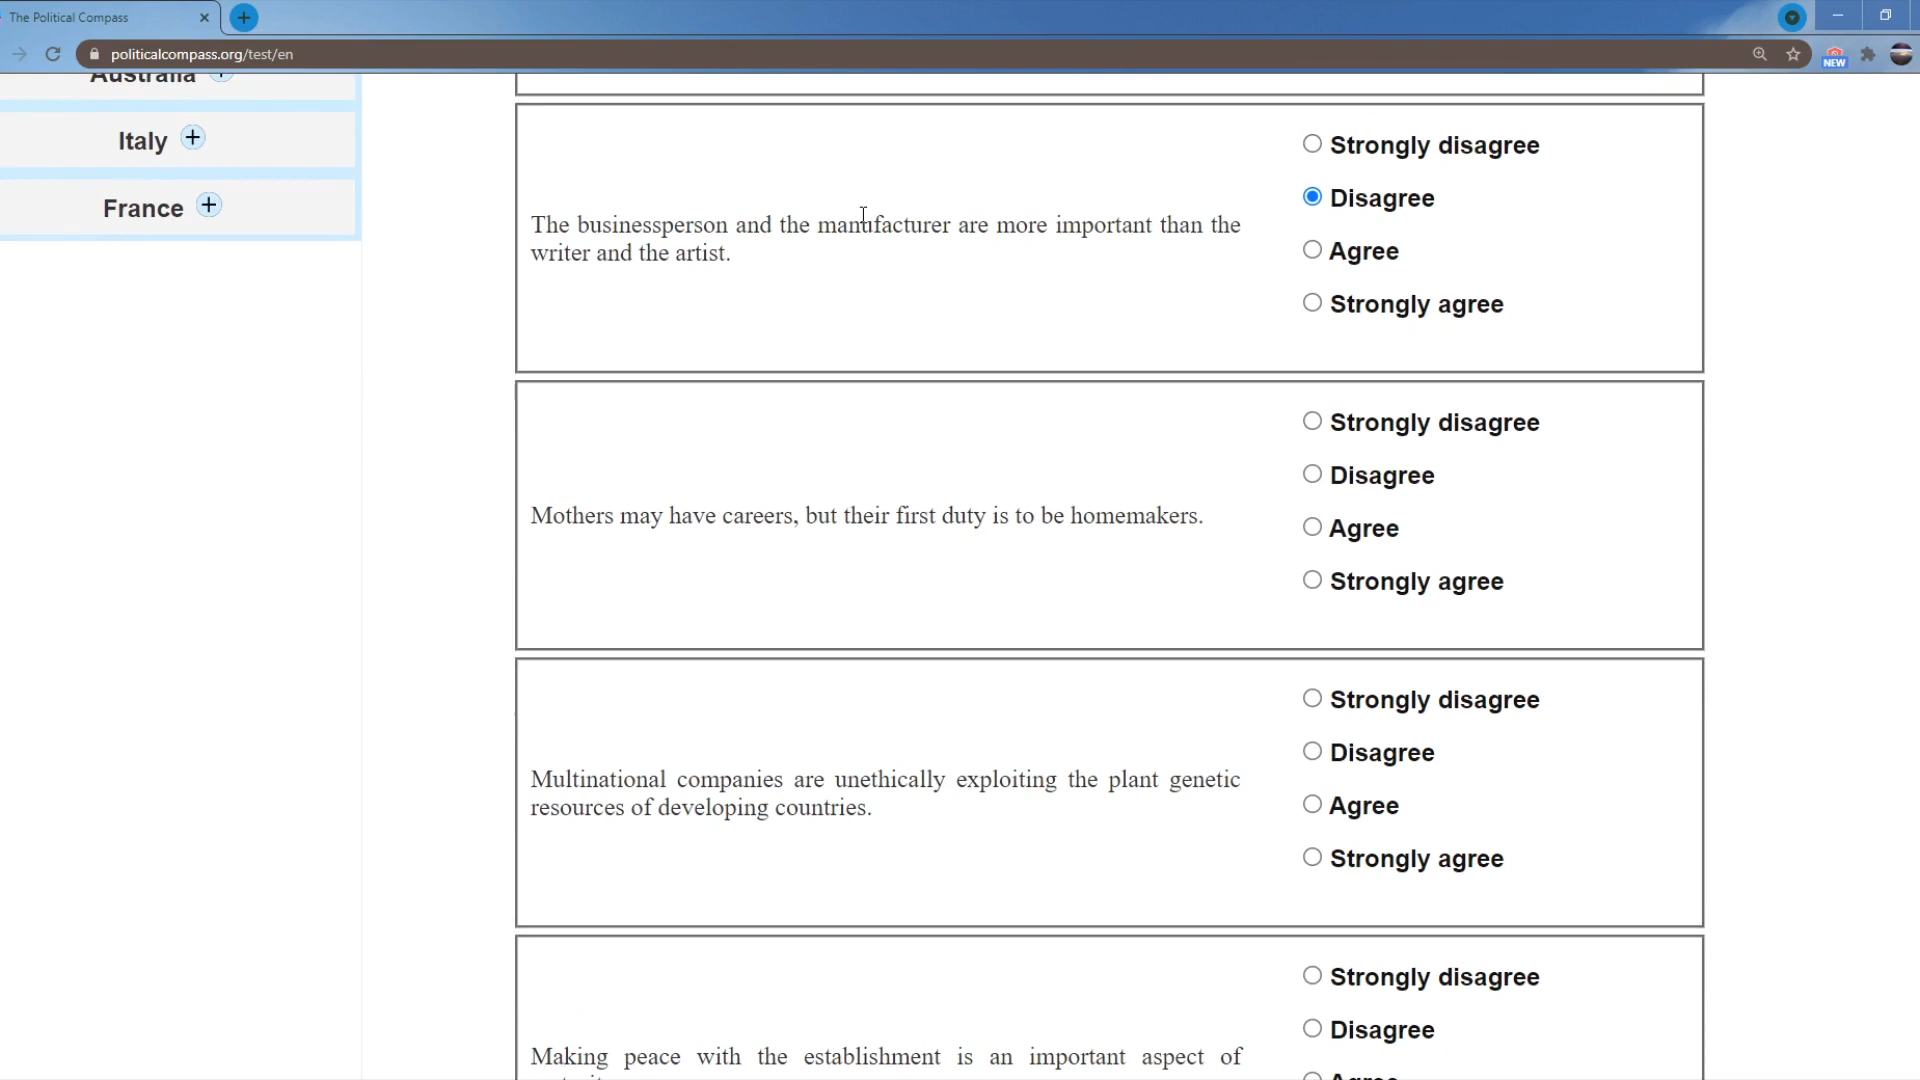 The Political Compass
politicalcompass.org/test/en
NEW
Australia
Italy
France
The businessperson and the manufacturer are more important than the
writer and the artist.
Strongly disagree
Disagree
Agree
Strongly agree
Mothers may have careers, but their first duty is to be homemakers.
Strongly disagree
Disagree
Agree
Strongly agree
Multinational companies are unethically exploiting the plant genetic
resources of developing countries.
Strongly disagree
Disagree
Agree
Strongly agree
Making peace with the establishment is an important aspect of
Strongly disagree
Disagree
Agree